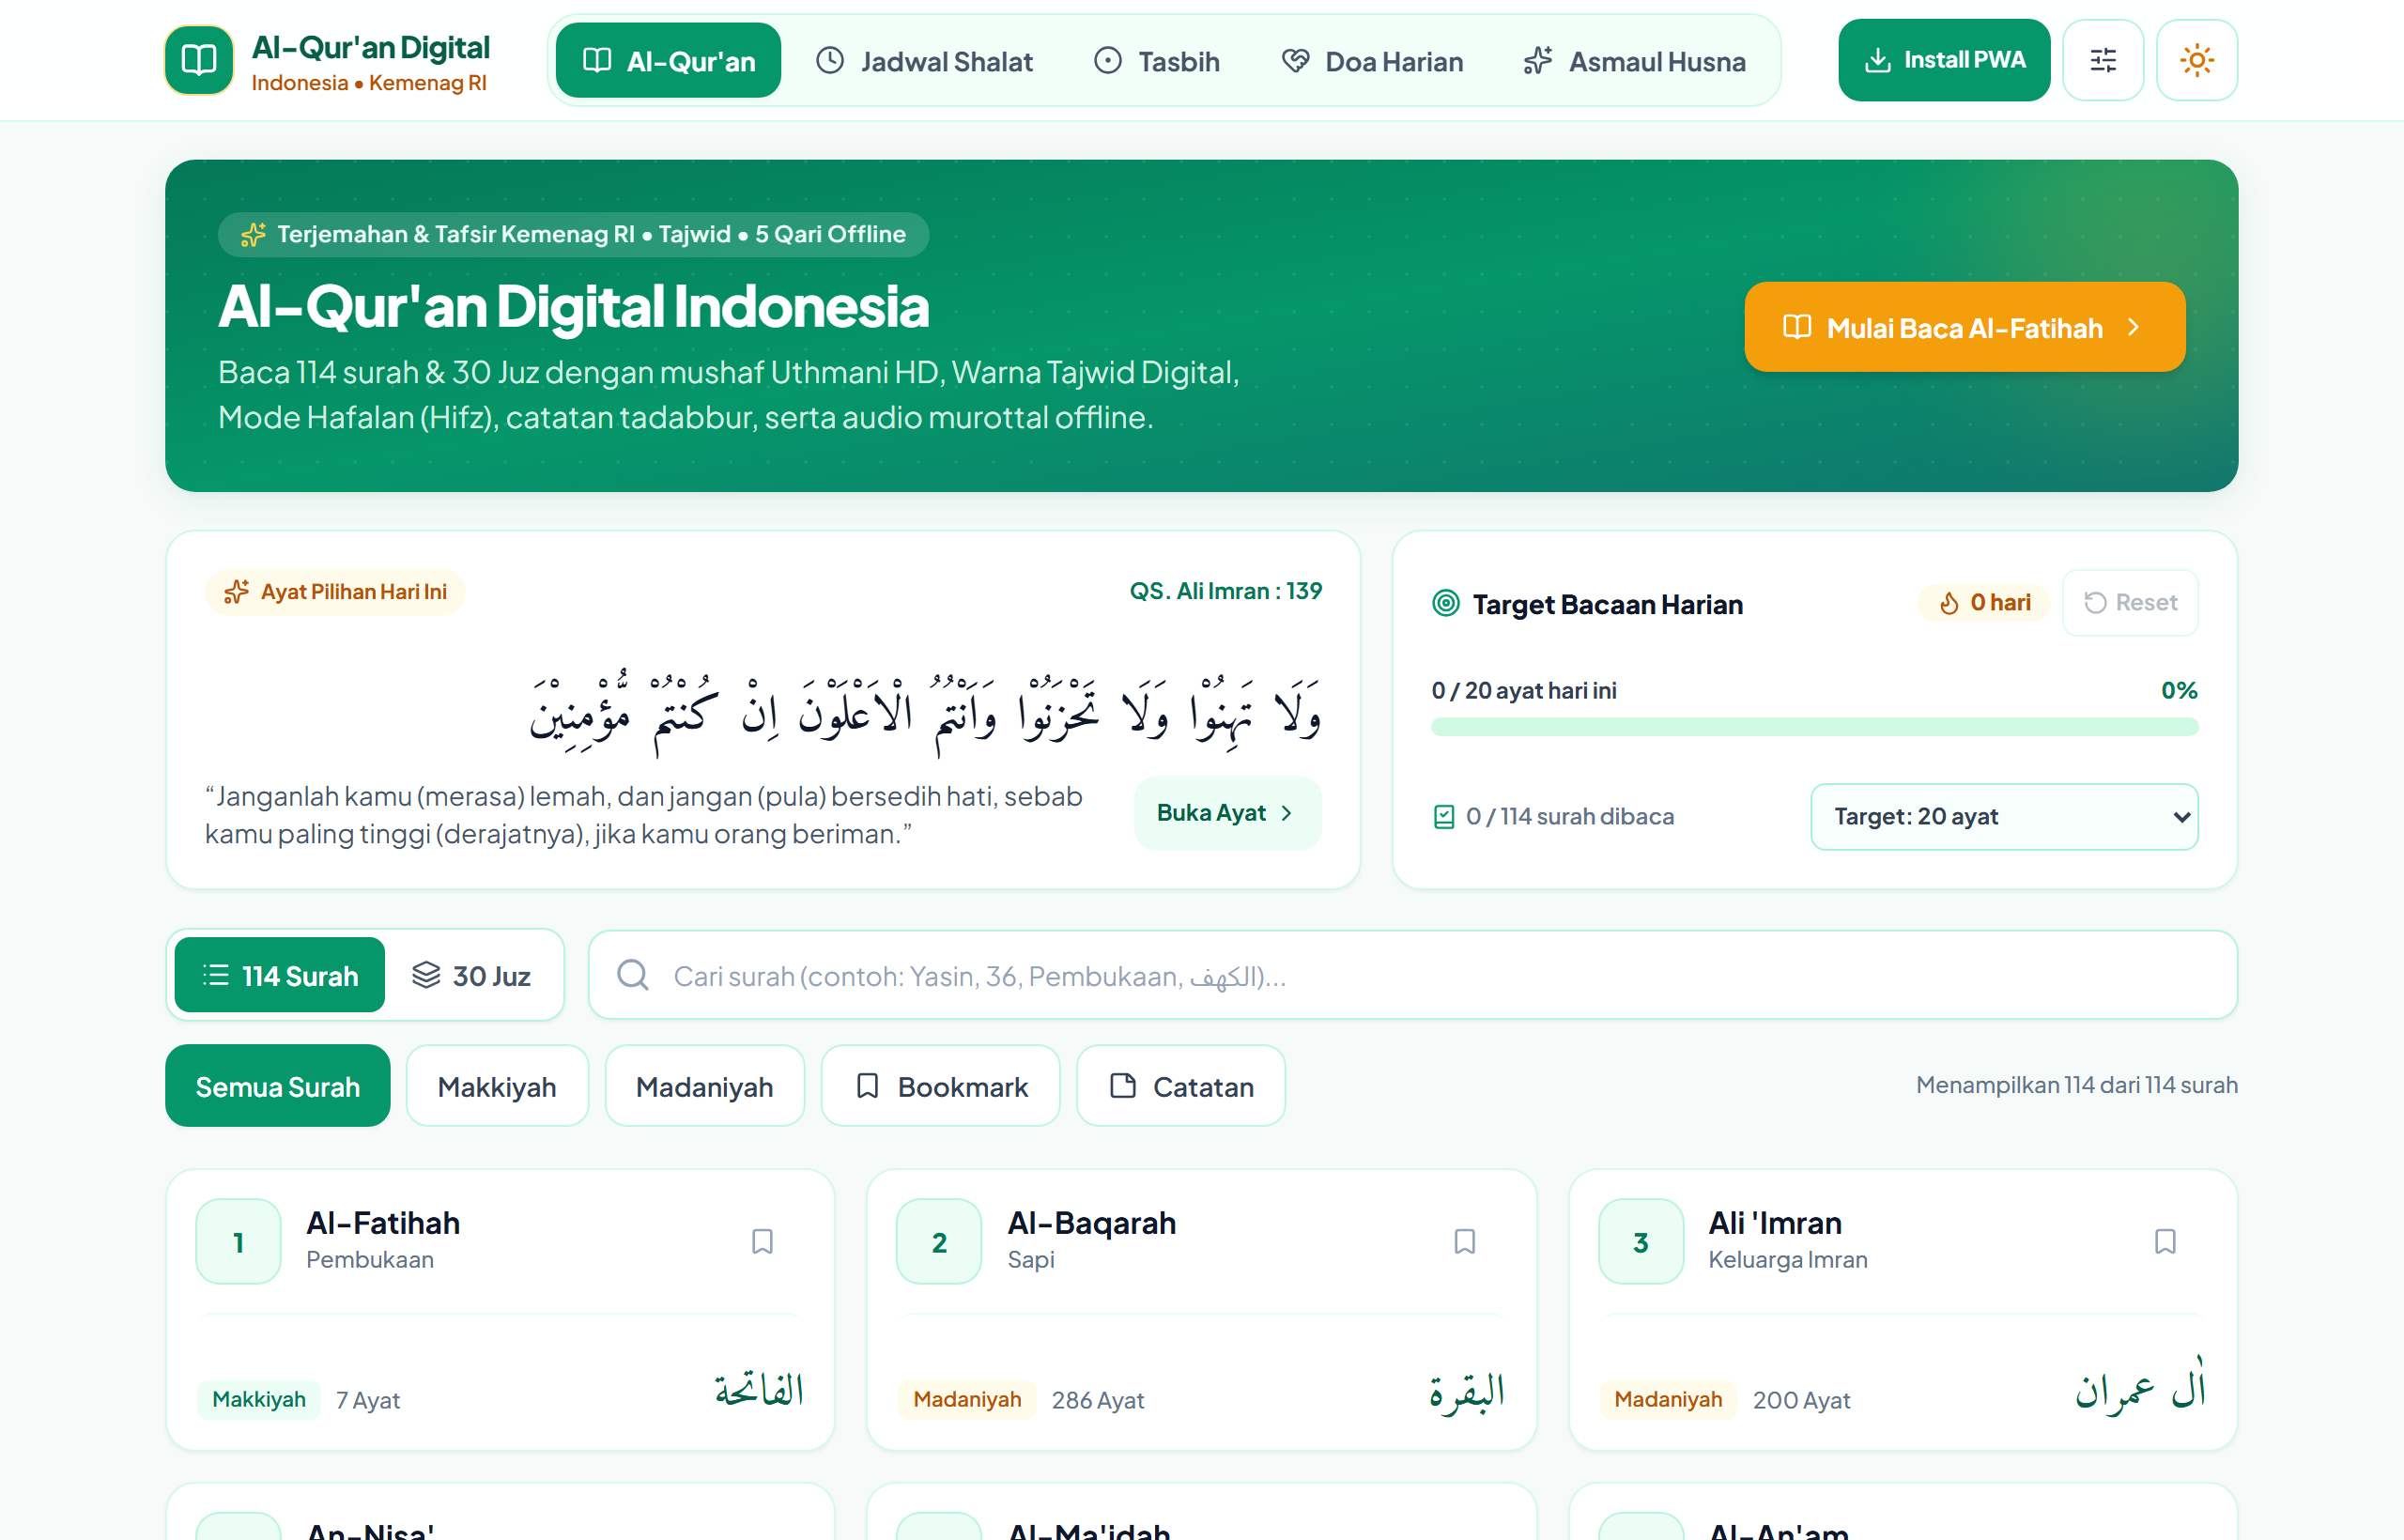 Al-Qur'an Digital
Indonesia • Kemenag RI
Al-Qur'an
Jadwal Shalat
Tasbih
Doa Harian
Asmaul Husna
Install PWA
Terjemahan & Tafsir Kemenag RI • Tajwid • 5 Qari Offline
Al-Qur'an Digital Indonesia
Baca 114 surah & 30 Juz dengan mushaf Uthmani HD, Warna Tajwid Digital,
Mode Hafalan (Hifz), catatan tadabbur, serta audio murottal offline.
Mulai Baca Al-Fatihah
Ayat Pilihan Hari Ini
QS. Ali Imran : 139
وَلَا تَهِنُوْا وَلَا تَحْزَنُوْا وَاَنْتُمُ الْاَعْلَوْنَ اِنْ كُنْتُمْ مُّؤْمِنِيْنَ
“Janganlah kamu (merasa) lemah, dan jangan (pula) bersedih hati, sebab
kamu paling tinggi (derajatnya), jika kamu orang beriman.”
Buka Ayat
Target Bacaan Harian
0 hari
Reset
0 / 20 ayat hari ini
0%
0 / 114 surah dibaca
Target: 20 ayat
114 Surah
30 Juz
Cari surah (contoh: Yasin, 36, Pembukaan, الكهف)...
Semua Surah
Makkiyah
Madaniyah
Bookmark
Catatan
Menampilkan 114 dari 114 surah
1
Al-Fatihah
Pembukaan
Makkiyah
7 Ayat
الفاتحة
2
Al-Baqarah
Sapi
Madaniyah
286 Ayat
البقرة
3
Ali 'Imran
Keluarga Imran
Madaniyah
200 Ayat
اٰل عمران
An-Nisa'
Al-Ma'idah
Al-An'am